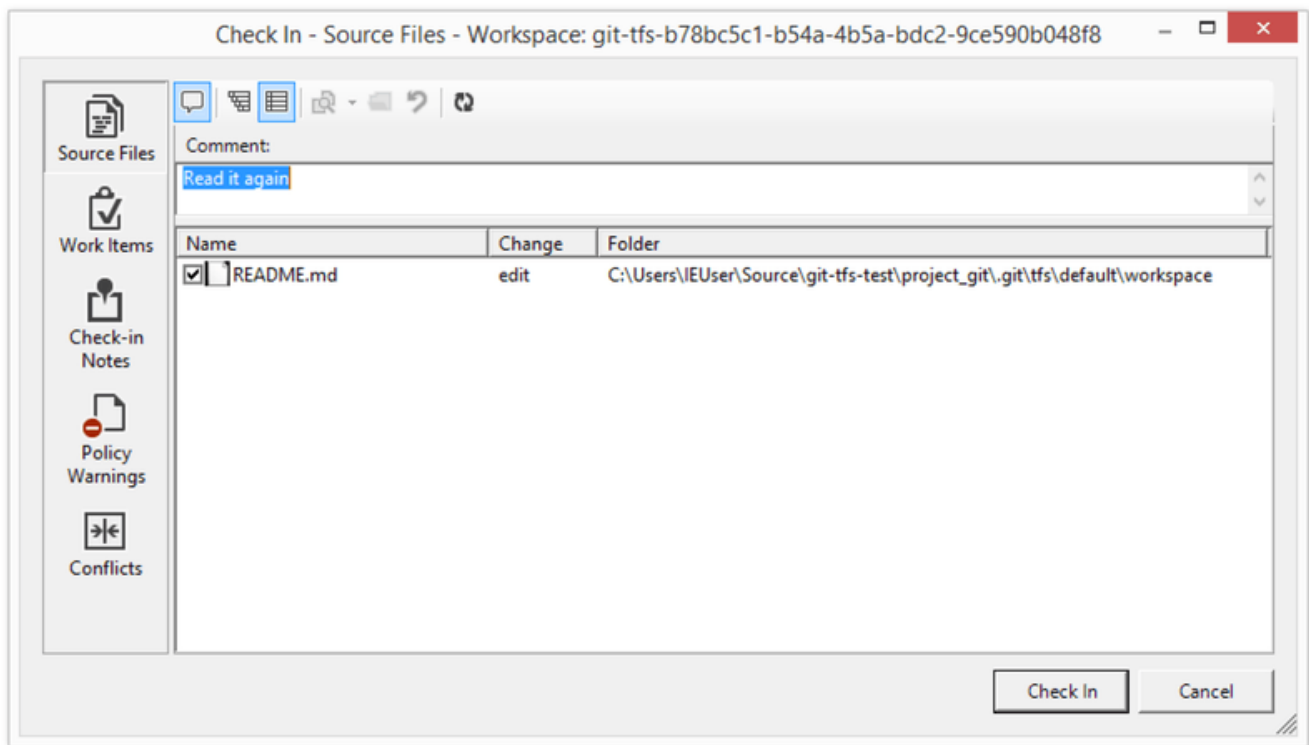 Check In - Source Files - Workspace: git-tfs-b78bc5c1-b54a-4b5a-bdc2-9ce590b048f8
Source Files
Work Items
Check-in
Notes
Policy
Warnings
Conflicts
Comment:
Read it again
Name Change Folder
README.md edit C:\Users\IEUser\Source\git-tfs-test\project_git\.git\tfs\default\workspace
Check In Cancel